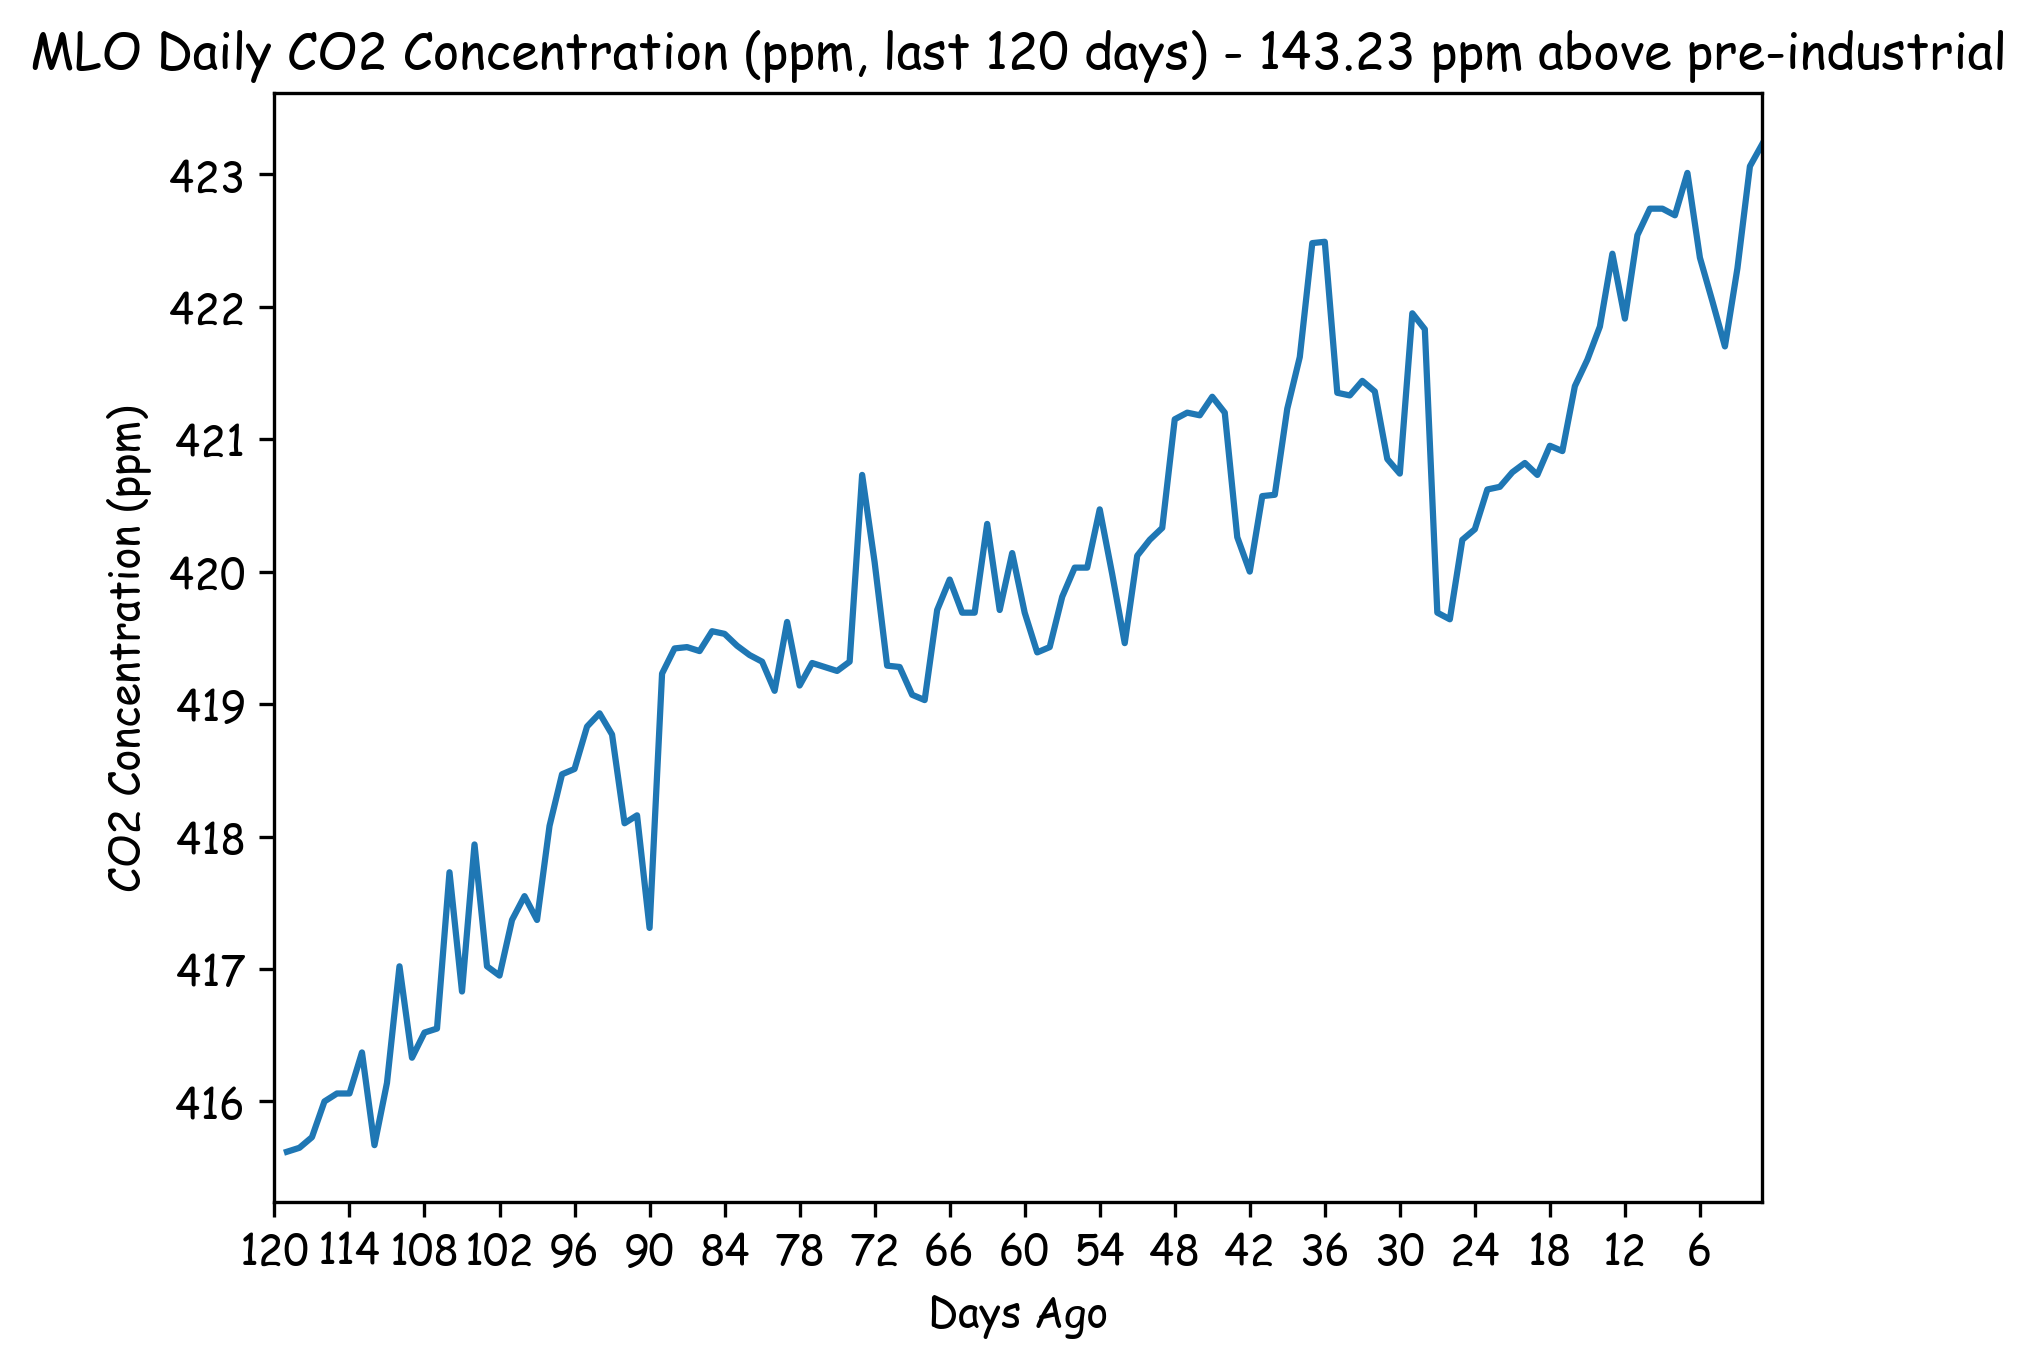 MLO Daily CO2 Concentration (ppm, last 120 days) - 143.23 ppm above pre-industrial
CO2 Concentration (ppm)
423
422
421
420
419
418
417
416
120 114 108 102 96 90 84 78 72 66 60 54 48 42 36 30 24 18 12 6
Days Ago